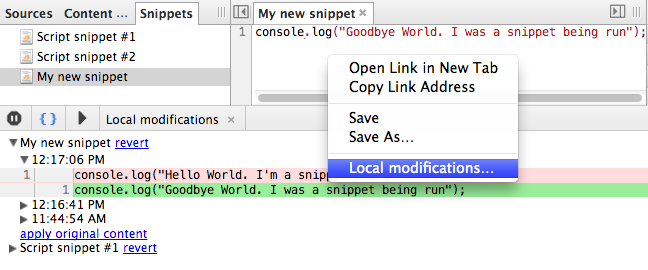 Sources Content ... Snippets
Script snippet #1
Script snippet #2
My new snippet
My new snippet ×
1 console.log("Goodbye World. I was a snippet being run");
Open Link in New Tab
Copy Link Address
Save
Save As...
Local modifications...
{} Local modifications ×
My new snippet revert
12:17:06 PM
1 console.log("Hello World. I'm a snip
1 console.log("Goodbye World. I was a snippet being run");
12:16:41 PM
11:44:54 AM
apply original content
Script snippet #1 revert